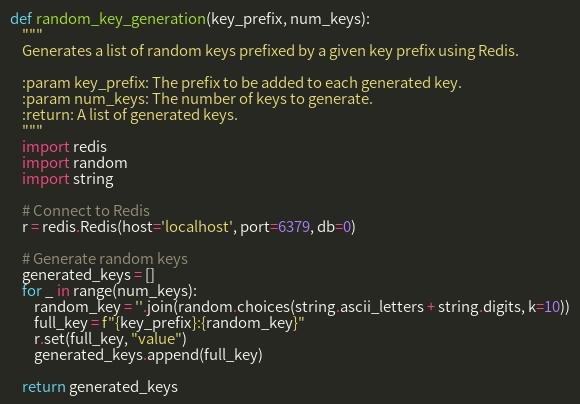 def random_key_generation(key_prefix, num_keys):
    """
    Generates a list of random keys prefixed by a given key prefix using Redis.

    :param key_prefix: The prefix to be added to each generated key.
    :param num_keys: The number of keys to generate.
    :return: A list of generated keys.
    """
    import redis
    import random
    import string

    # Connect to Redis
    r = redis.Redis(host='localhost', port=6379, db=0)

    # Generate random keys
    generated_keys = []
    for _ in range(num_keys):
        random_key = ''.join(random.choices(string.ascii_letters + string.digits, k=10))
        full_key = f"{key_prefix}:{random_key}"
        r.set(full_key, "value")
        generated_keys.append(full_key)

    return generated_keys